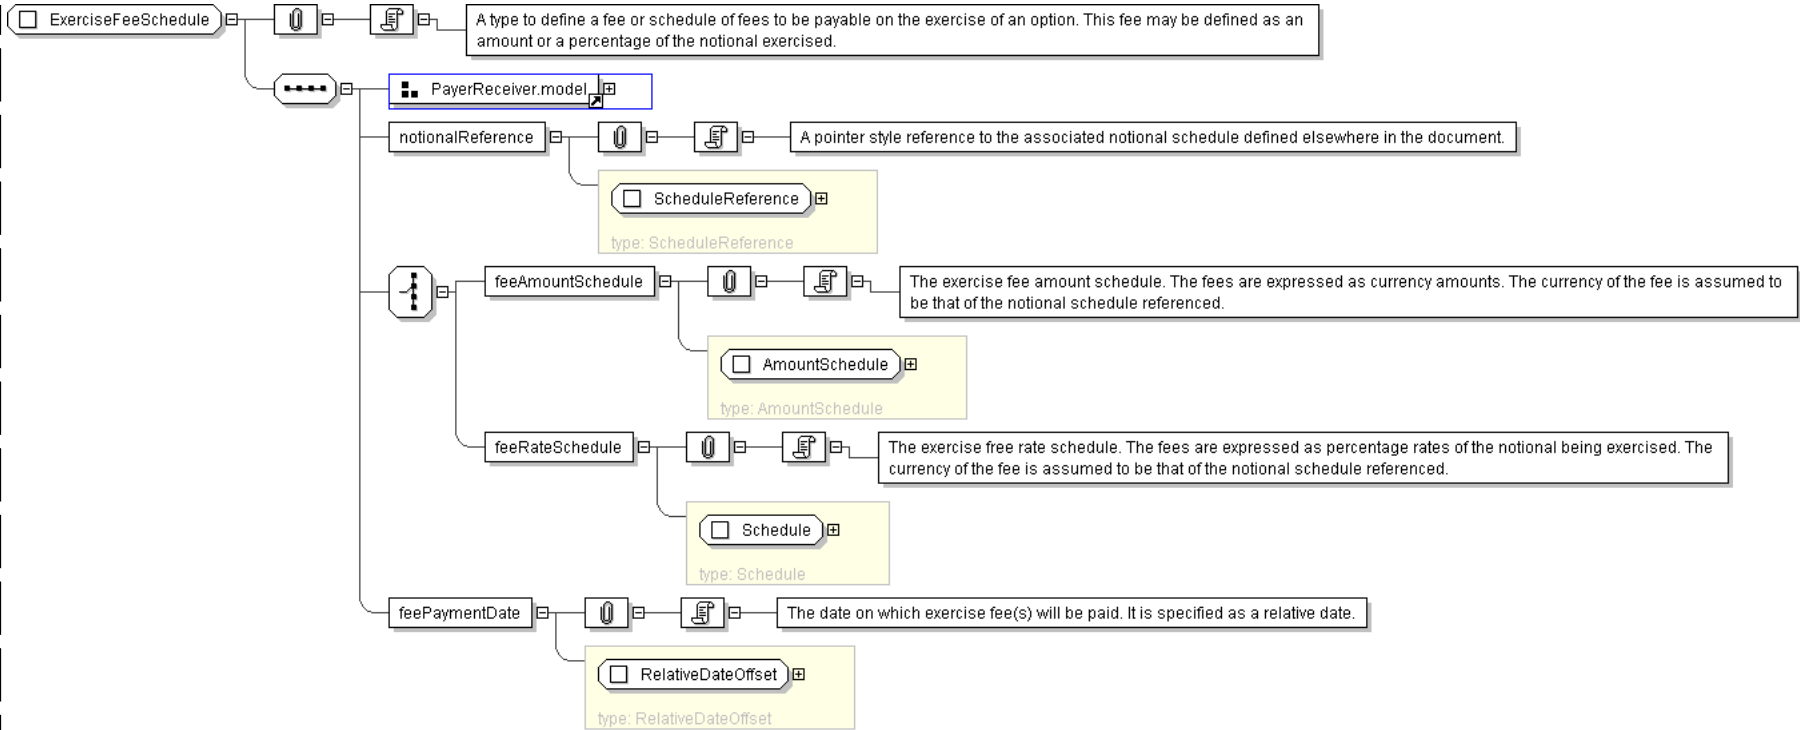 ExerciseFeeSchedule
A type to define a fee or schedule of fees to be payable on the exercise of an option. This fee may be defined as an
amount or a percentage of the notional exercised.
PayerReceiver.model
notionalReference
A pointer style reference to the associated notional schedule defined elsewhere in the document.
ScheduleReference
type: ScheduleReference
feeAmountSchedule
The exercise fee amount schedule. The fees are expressed as currency amounts. The currency of the fee is assumed to
be that of the notional schedule referenced.
AmountSchedule
type: AmountSchedule
feeRateSchedule
The exercise free rate schedule. The fees are expressed as percentage rates of the notional being exercised. The
currency of the fee is assumed to be that of the notional schedule referenced.
Schedule
type: Schedule
feePaymentDate
The date on which exercise fee(s) will be paid. It is specified as a relative date.
RelativeDateOffset
type: RelativeDateOffset